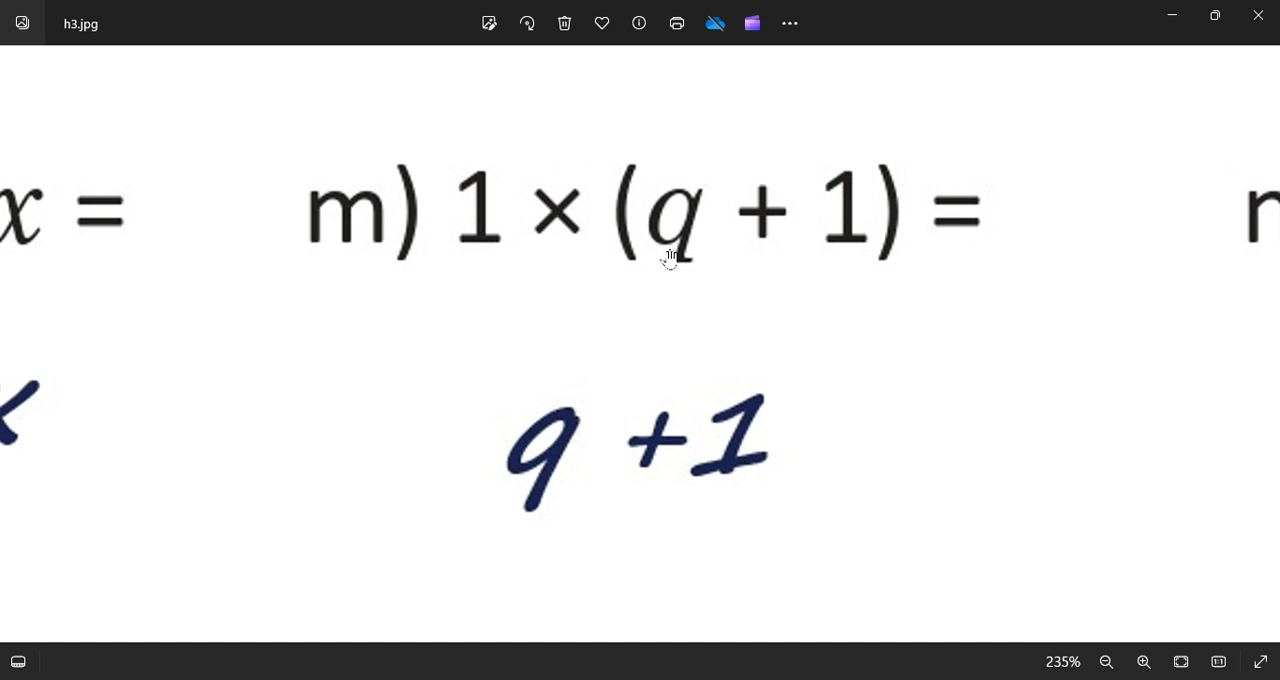 h3.jpg
x = m) 1 × (q + 1) =
x q +1
235%